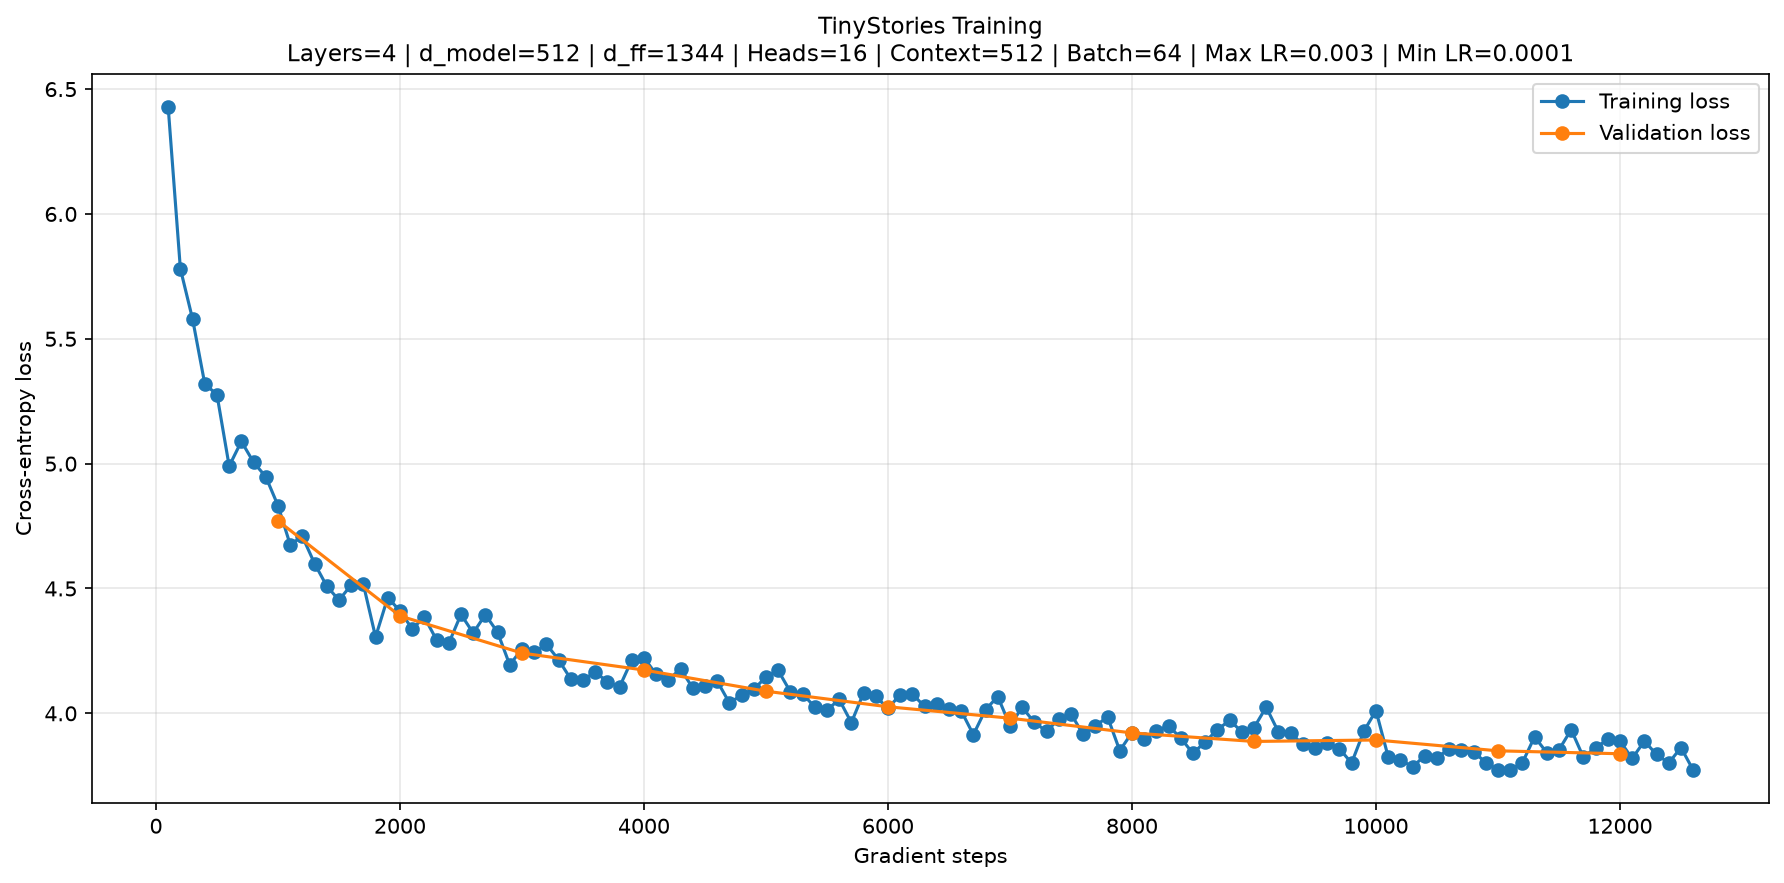 TinyStories Training
Layers=4 | d_model=512 | d_ff=1344 | Heads=16 | Context=512 | Batch=64 | Max LR=0.003 | Min LR=0.0001
Training loss
Validation loss
Cross-entropy loss
6.5
6.0
5.5
5.0
4.5
4.0
0 2000 4000 6000 8000 10000 12000
Gradient steps